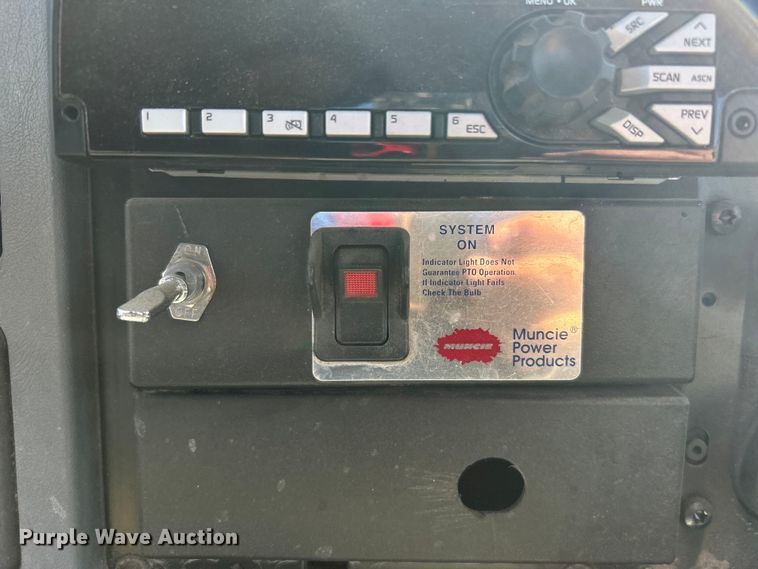 MENU • OK
PWR
SRC
NEXT
SCAN ASCN
PREV
DISP
1 2 3 4 5 6 ESC
ON
OFF
SYSTEM
ON
Indicator Light Does Not
Guarantee PTO Operation.
If Indicator Light Fails
Check The Bulb
MUNCIE
Muncie®
Power
Products
Purple Wave Auction